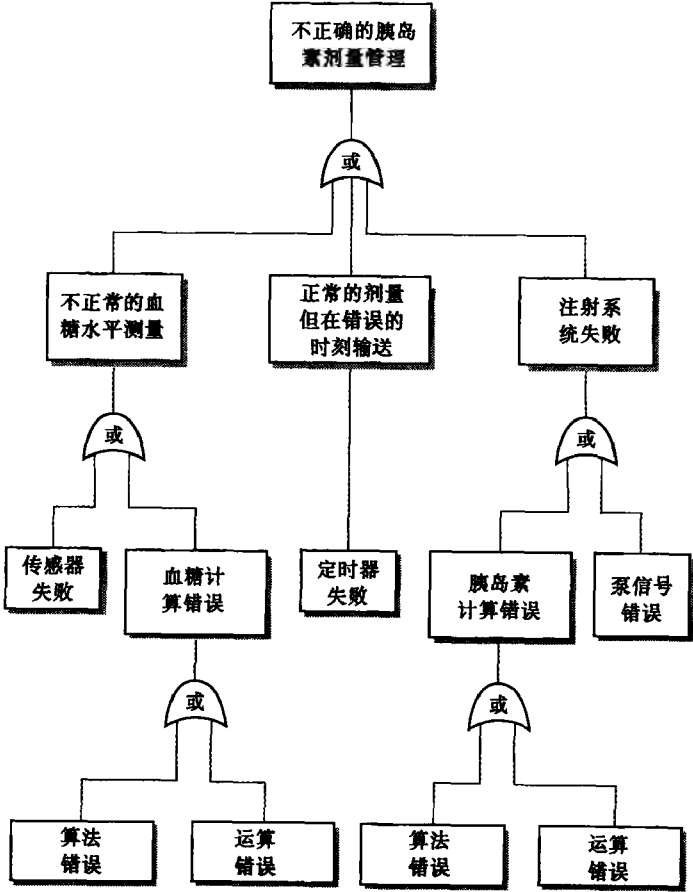 不正确的胰岛
素剂量管理
或
不正常的血
糖水平测量
正常的剂量
但在错误的
时刻输送
注射系
统失败
或
或
传感器
失败
血糖计
算错误
定时器
失败
胰岛素
计算错误
泵信号
错误
或
或
算法
错误
运算
错误
算法
错误
运算
错误